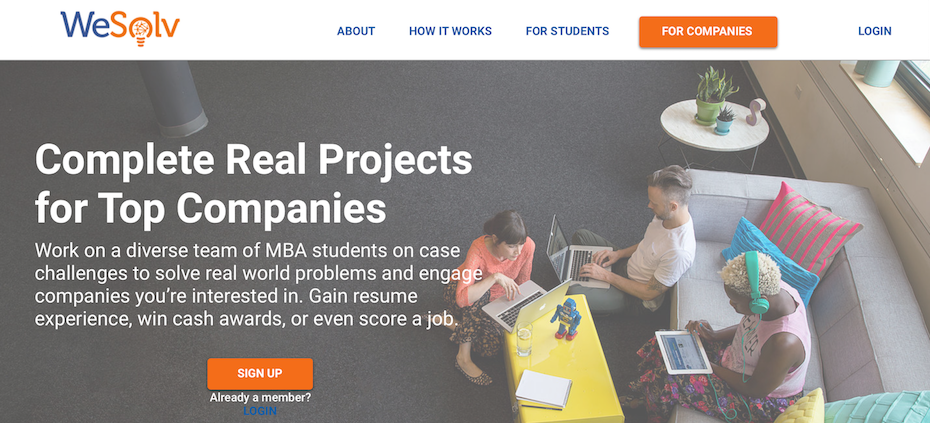 WeSolv
ABOUT
HOW IT WORKS
FOR STUDENTS
FOR COMPANIES
LOGIN
Complete Real Projects
for Top Companies
Work on a diverse team of MBA students on case
challenges to solve real world problems and engage
companies you’re interested in. Gain resume
experience, win cash awards, or even score a job.
SIGN UP
Already a member?
LOGIN